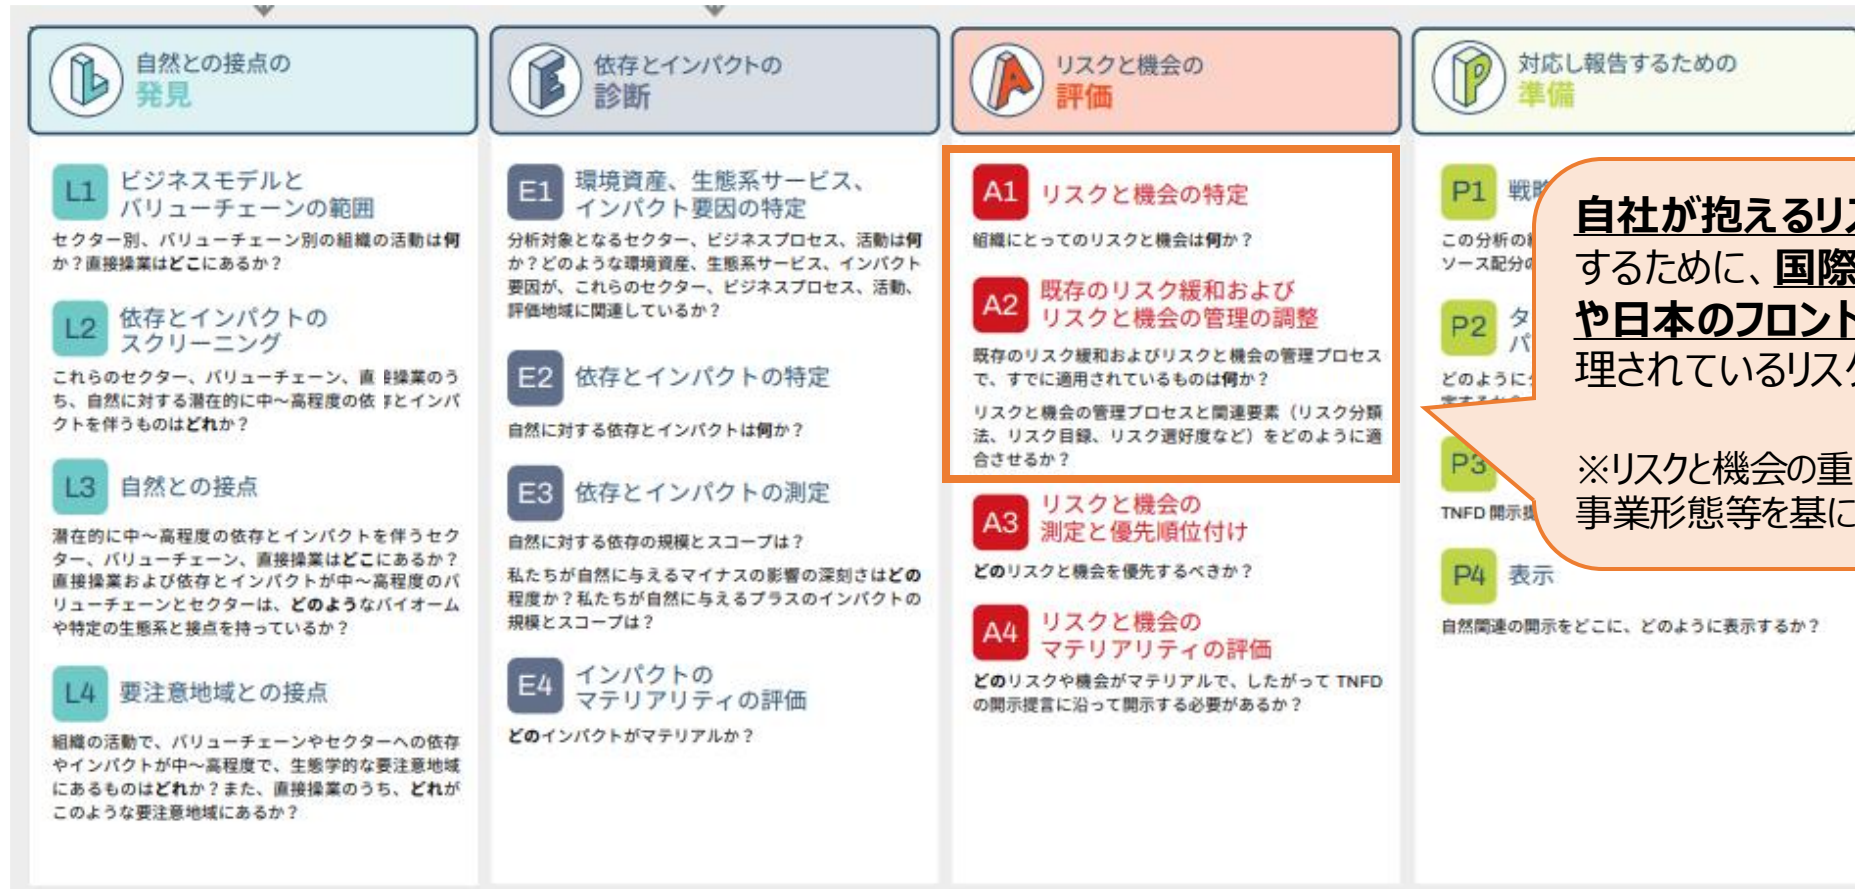 自然との接点の
発見
L1
ビジネスモデルと
バリューチェーンの範囲
セクター別、バリューチェーン別の組織の活動は何
か？直接操業はどこにあるか？
L2
依存とインパクトの
スクリーニング
これらのセクター、バリューチェーン、直 操業のう
ち、自然に対する潜在的に中～高程度の依 とインパ
クトを伴うものはどれか？
L3
自然との接点
潜在的に中～高程度の依存とインパクトを伴うセク
ター、バリューチェーン、直接操業はどこにあるか？
直接操業および依存とインパクトが中～高程度のバ
リューチェーンとセクターは、どのようなバイオーム
や特定の生態系と接点を持っているか？
L4
要注意地域との接点
組織の活動で、バリューチェーンやセクターへの依存
やインパクトが中～高程度で、生態学的な要注意地域
にあるものはどれか？また、直接操業のうち、どれが
このような要注意地域にあるか？
依存とインパクトの
診断
E1
環境資産、生態系サービス、
インパクト要因の特定
分析対象となるセクター、ビジネスプロセス、活動は何
か？どのような環境資産、生態系サービス、インパクト
要因が、これらのセクター、ビジネスプロセス、活動、
評価地域に関連しているか？
E2
依存とインパクトの特定
自然に対する依存とインパクトは何か？
E3
依存とインパクトの測定
自然に対する依存の規模とスコープは？
私たちが自然に与えるマイナスの影響の深刻さはどの
程度か？私たちが自然に与えるプラスのインパクトの
規模とスコープは？
E4
インパクトの
マテリアリティの評価
どのインパクトがマテリアルか？
リスクと機会の
評価
A1
リスクと機会の特定
組織にとってのリスクと機会は何か？
A2
既存のリスク緩和および
リスクと機会の管理の調整
既存のリスク緩和およびリスクと機会の管理プロセス
で、すでに適用されているものは何か？
リスクと機会の管理プロセスと関連要素（リスク分類
法、リスク目録、リスク選好度など）をどのように適
合させるか？
A3
リスクと機会の
測定と優先順位付け
どのリスクと機会を優先するべきか？
A4
リスクと機会の
マテリアリティの評価
どのリスクや機会がマテリアルで、したがって TNFD
の開示提言に沿って開示する必要があるか？
対応し報告するための
準備
P1
戦略
この分析の
ソース配分の
P2
タ
パ
どのように
P3
TNFD 開示提
P4
表示
自然関連の開示をどこに、どのように表示するか？
自社が抱えるリス
するために、国際
や日本のフロント
理されているリスク
※リスクと機会の重
事業形態等を基に